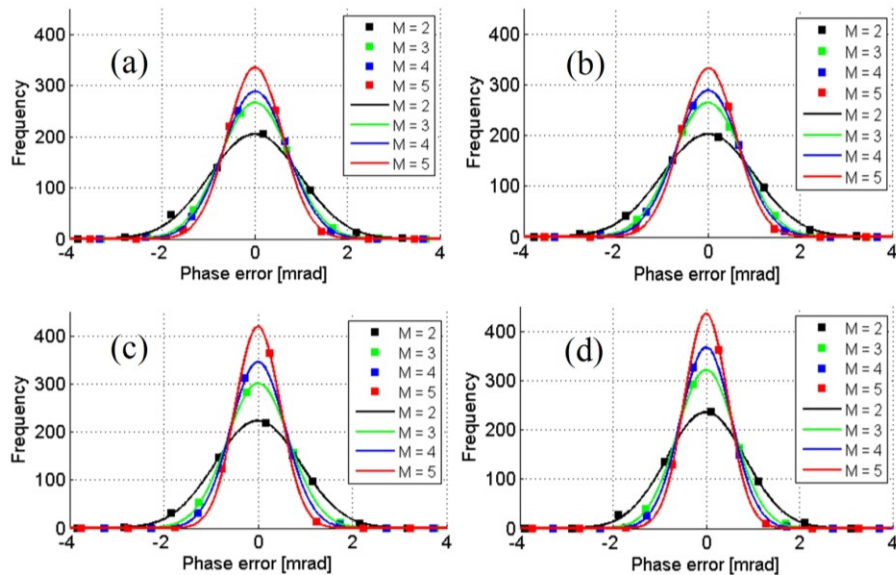 400
300
200
100
0
Frequency
(a)
M = 2
M = 3
M = 4
M = 5
M = 2
M = 3
M = 4
M = 5
-4
-2
0
2
4
Phase error [mrad]
400
300
200
100
0
Frequency
(b)
M = 2
M = 3
M = 4
M = 5
M = 2
M = 3
M = 4
M = 5
-4
-2
0
2
4
Phase error [mrad]
400
300
200
100
0
Frequency
(c)
M = 2
M = 3
M = 4
M = 5
M = 2
M = 3
M = 4
M = 5
-4
-2
0
2
4
Phase error [mrad]
400
300
200
100
0
Frequency
(d)
M = 2
M = 3
M = 4
M = 5
M = 2
M = 3
M = 4
M = 5
-4
-2
0
2
4
Phase error [mrad]